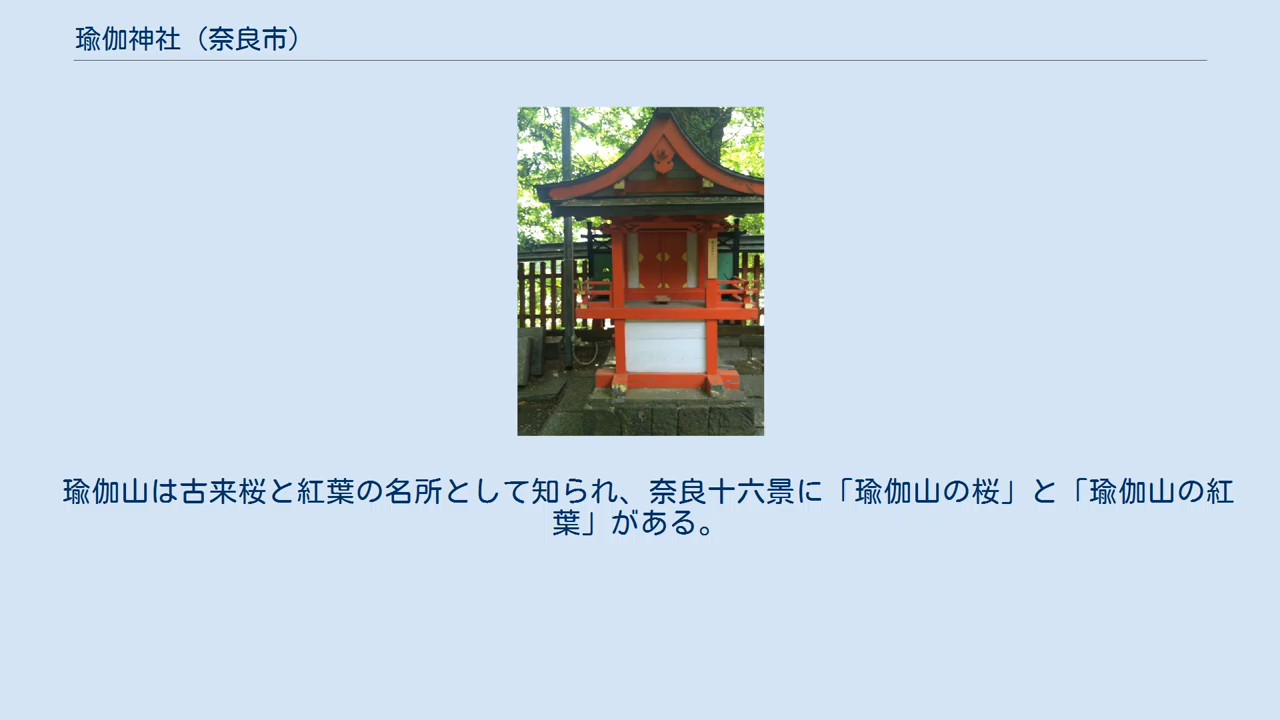 瑜伽神社（奈良市）
瑜伽山は古来桜と紅葉の名所として知られ、奈良十六景に「瑜伽山の桜」と「瑜伽山の紅
葉」がある。